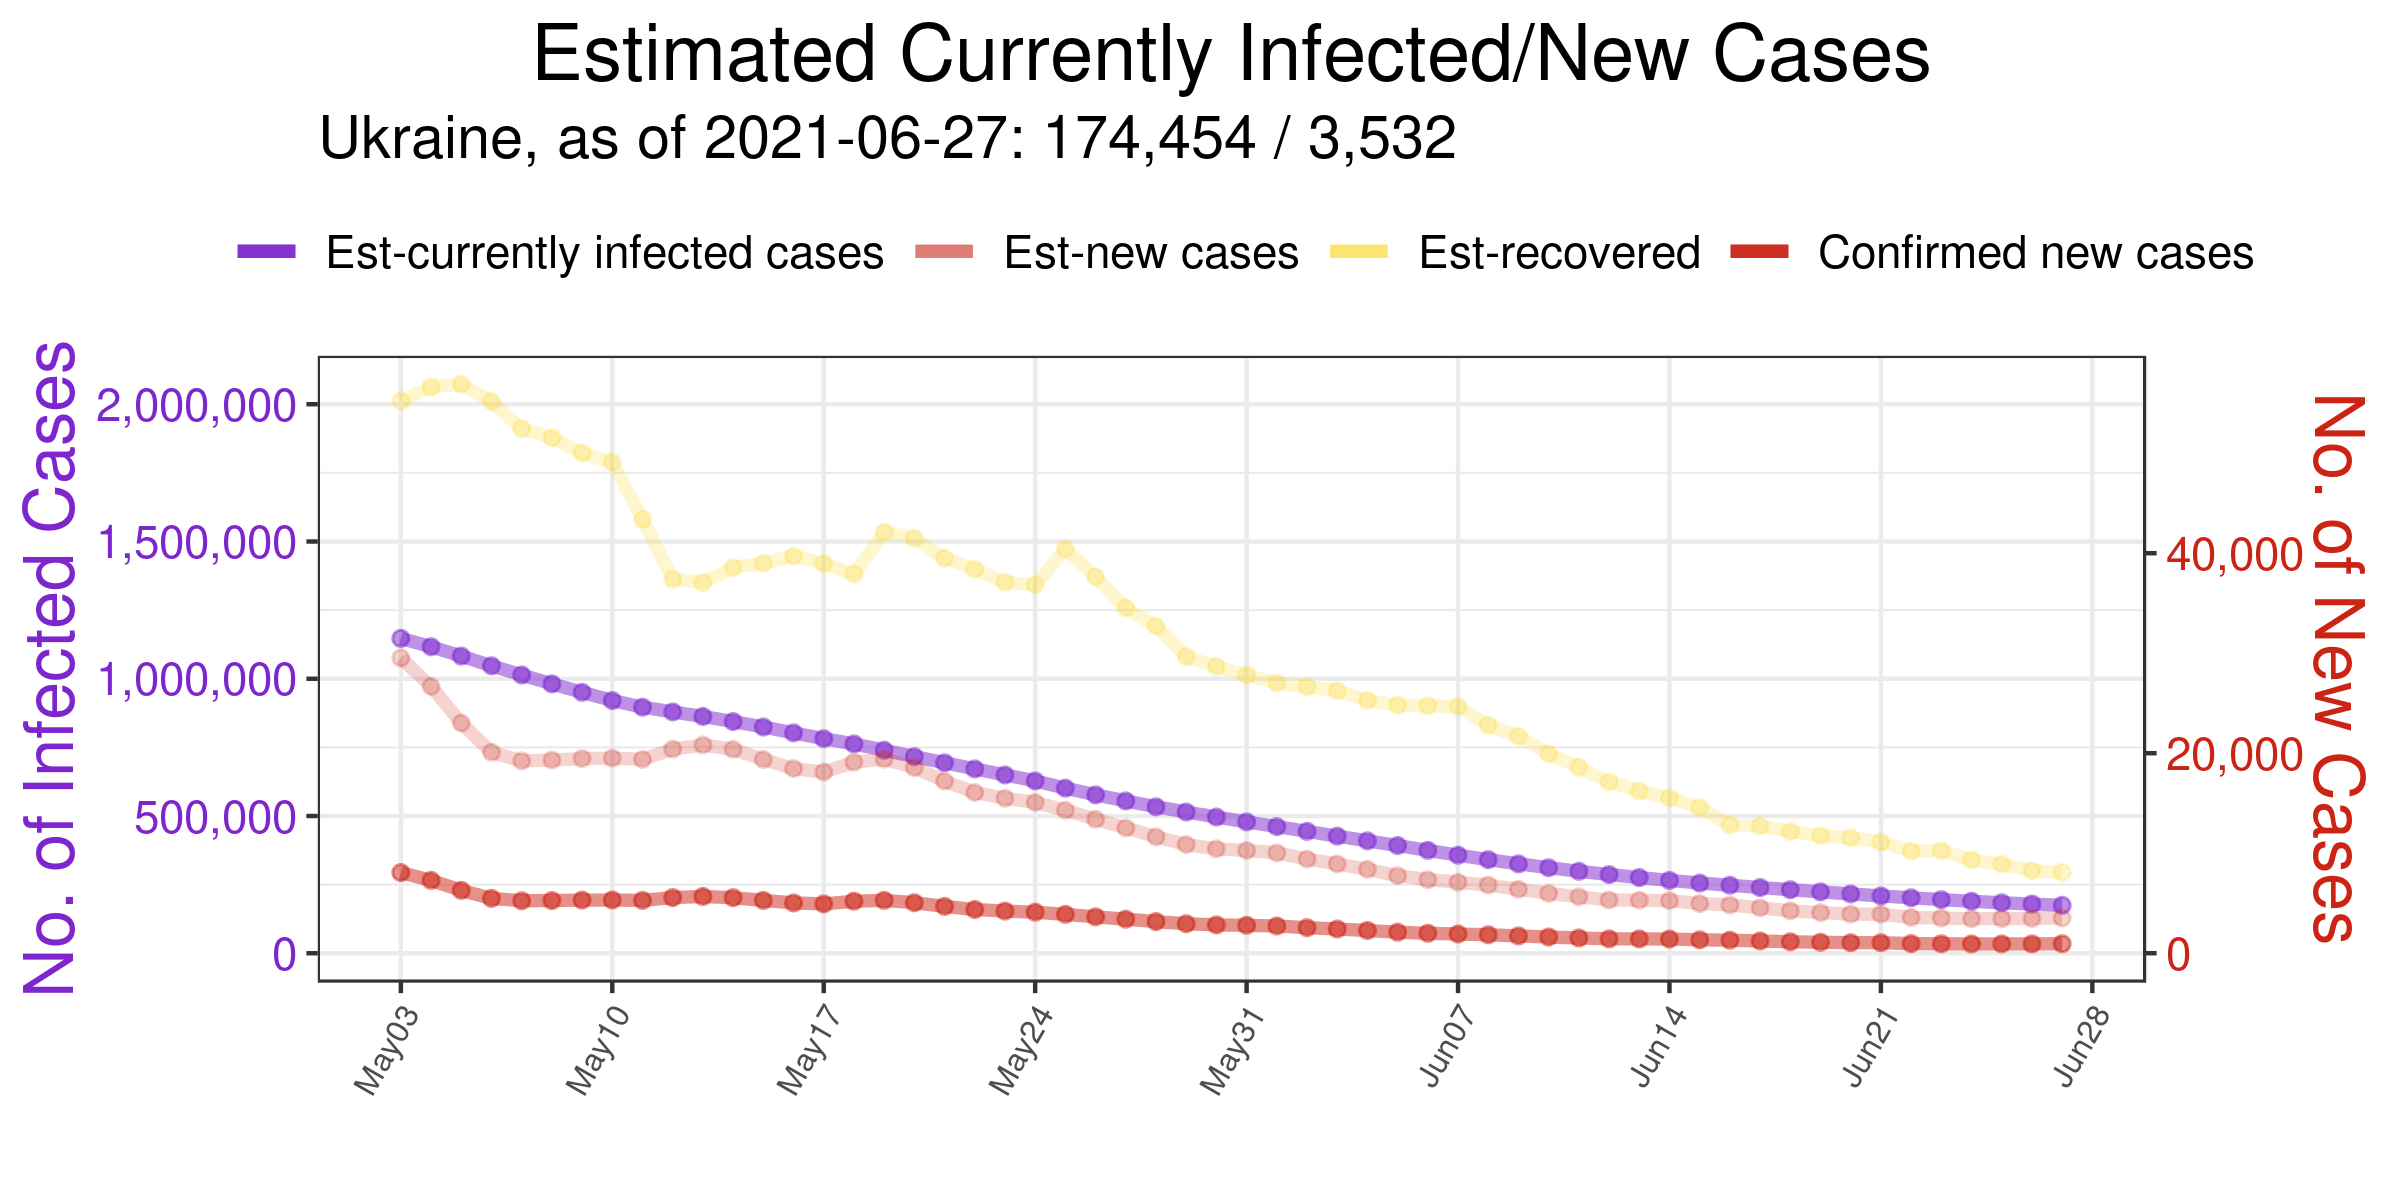 Estimated Currently Infected/New Cases
Ukraine, as of 2021-06-27: 174,454 / 3,532
Est-currently infected cases Est-new cases Est-recovered Confirmed new cases
No. of Infected Cases
2,000,000
1,500,000
1,000,000
500,000
0
40,000
20,000
0
No. of New Cases
May03 May10 May17 May24 May31 Jun07 Jun14 Jun21 Jun28